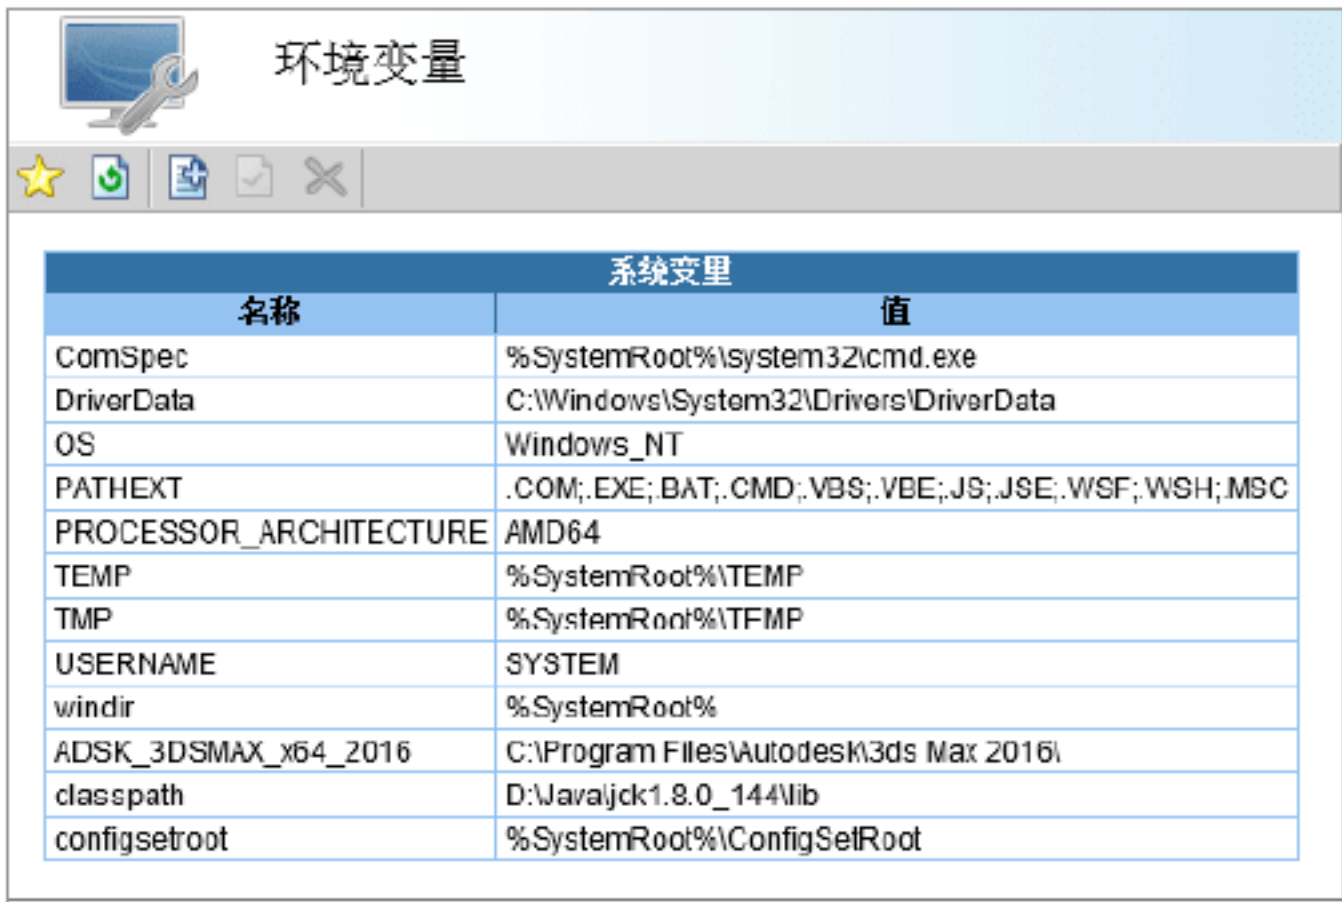 环境变量
系统变里
名称 值
ComSpec %SystemRoot%\system32\cmd.exe
DriverData C:\Windows\System32\Drivers\DriverData
OS Windows_NT
PATHEXT .COM;.EXE;.BAT;.CMD;.VBS;.VBE;.JS;.JSE;.WSF;.WSH;.MSC
PROCESSOR_ARCHITECTURE AMD64
TEMP %SystemRoot%\TEMP
TMP %SystemRoot%\TEMP
USERNAME SYSTEM
windir %SystemRoot%
ADSK_3DSMAX_x64_2016 C:\Program Files\Autodesk\3ds Max 2016\
classpath D:\Java\jck1.8.0_144\lib
configsetroot %SystemRoot%\ConfigSetRoot